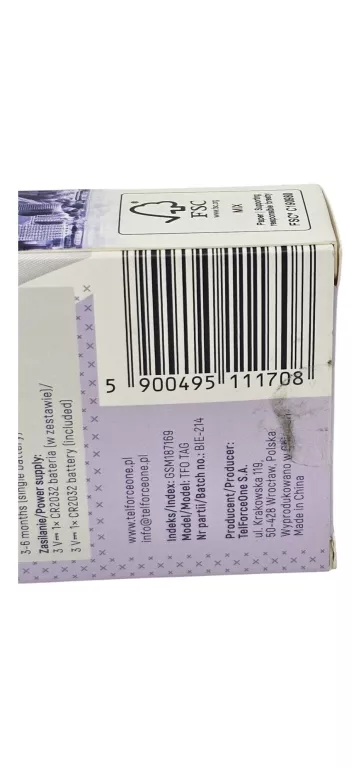 FSC
www.fsc.org
MIX
Paper | Supporting
responsible forestry
FSC® C190890
5 900495 111708
3-6 months (single battery)
Zasilanie/Power supply:
3 V 1× CR2032 bateria (w zestawie)/
3 V 1× CR2032 battery (included)
www.telforceone.pl
info@telforceone.pl
Indeks/Index: GSM187169
Model/Model: TFO TAG
Nr partii/Batch no.: BIE-214
Producent/Producer:
TelForceOne S.A.
ul. Krakowska 119,
50-428 Wrocław, Polska
Wyprodukowano w
Made in China